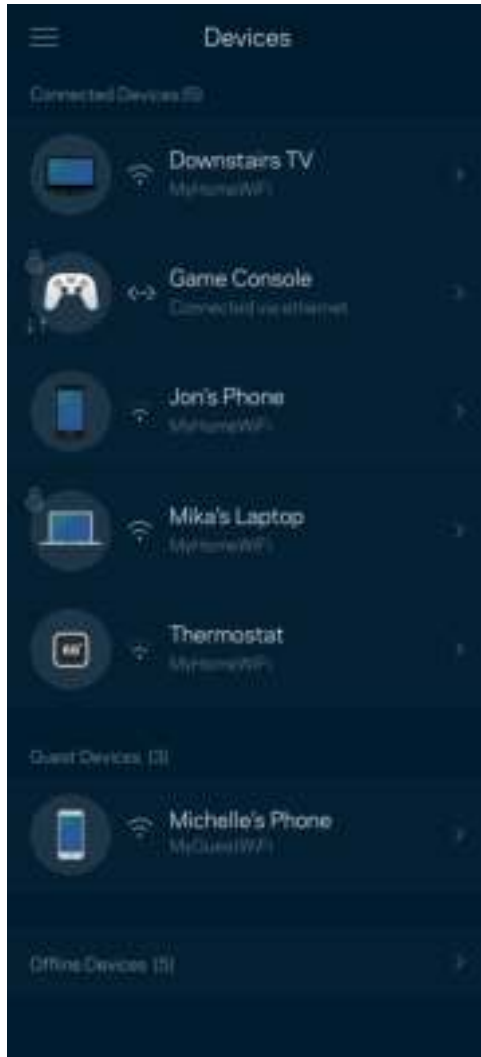 Devices
Connected Devices (5)
Downstairs TV
MyHomeWiFi
Game Console
Connected via ethernet
Jon's Phone
MyHomeWiFi
Mika's Laptop
MyHomeWiFi
Thermostat
MyHomeWiFi
Guest Devices (3)
Michelle's Phone
MyGuestWiFi
Offline Devices (5)